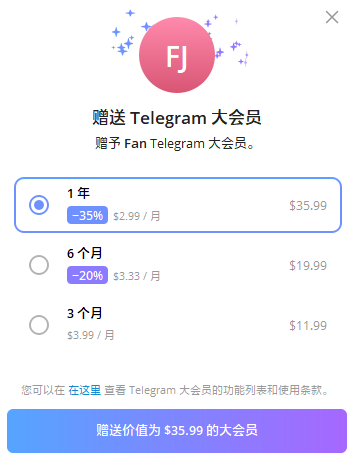 FJ
赠送 Telegram 大会员
赠予 Fan Telegram 大会员。
1 年
−35% $2.99 / 月
$35.99
6 个月
−20% $3.33 / 月
$19.99
3 个月
$3.99 / 月
$11.99
您可以在 在这里 查看 Telegram 大会员的功能列表和使用条款。
赠送价值为 $35.99 的大会员